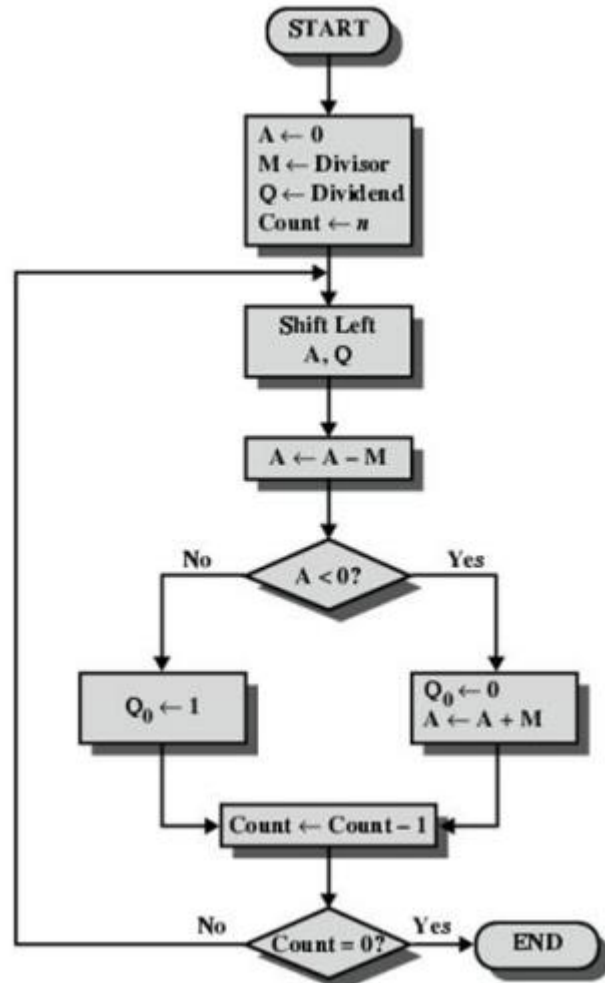 START
A ← 0
M ← Divisor
Q ← Dividend
Count ← n
Shift Left
A, Q
A ← A – M
No
A < 0?
Yes
Q₀ ← 1
Q₀ ← 0
A ← A + M
Count ← Count – 1
No
Count = 0?
Yes
END